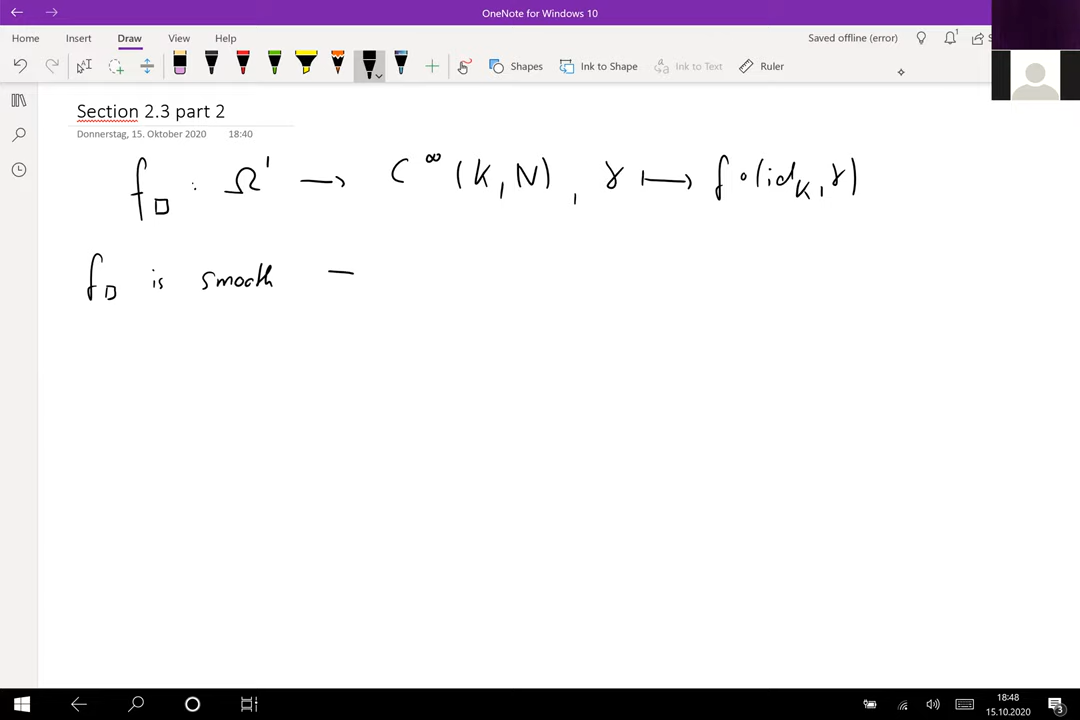 OneNote for Windows 10
Home Insert Draw View Help Saved offline (error)
Shapes Ink to Shape Ink to Text Ruler
Section 2.3 part 2
Donnerstag, 15. Oktober 2020 18:40
f□ : Ω' → C^∞(K, N), γ ↦ f∘(id_K, γ)
f□ is smooth —
18:48
15.10.2020
3